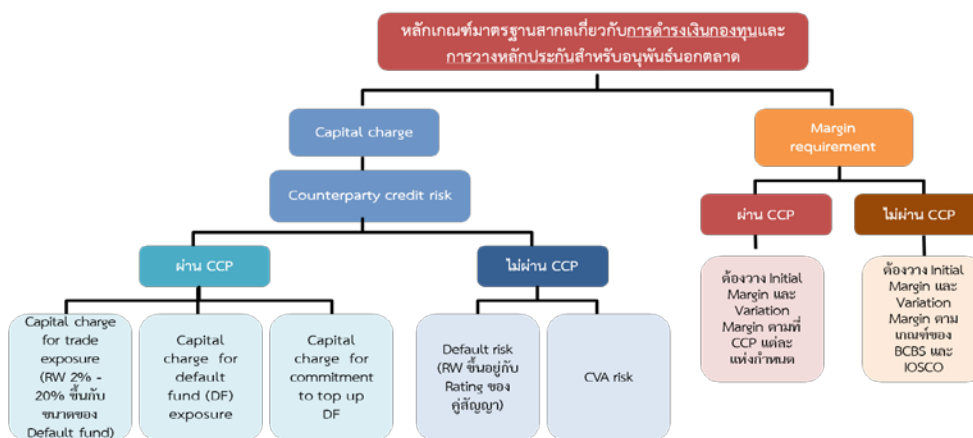 หลักเกณฑ์มาตรฐานสากลเกี่ยวกับการดำรงเงินกองทุนและ
การวางหลักประกันสำหรับอนุพันธ์นอกตลาด
Capital charge
Margin
requirement
Counterparty credit risk
ผ่าน CCP
ไม่ผ่าน CCP
ผ่าน CCP
ไม่ผ่าน CCP
Capital charge
for trade
exposure
(RW 2% -
20% ขึ้นกับ
ขนาดของ
Default fund)
Capital
charge for
default
fund (DF)
exposure
Capital
charge for
commitment
to top up
DF
Default risk
(RW ขึ้นอยู่กับ
Rating ของ
คู่สัญญา)
CVA risk
ต้องวาง Initial
Margin และ
Variation
Margin ตามที่
CCP แต่ละ
แห่งกำหนด
ต้องวาง Initial
Margin และ
Variation
Margin ตาม
เกณฑ์ของ
BCBS และ
IOSCO